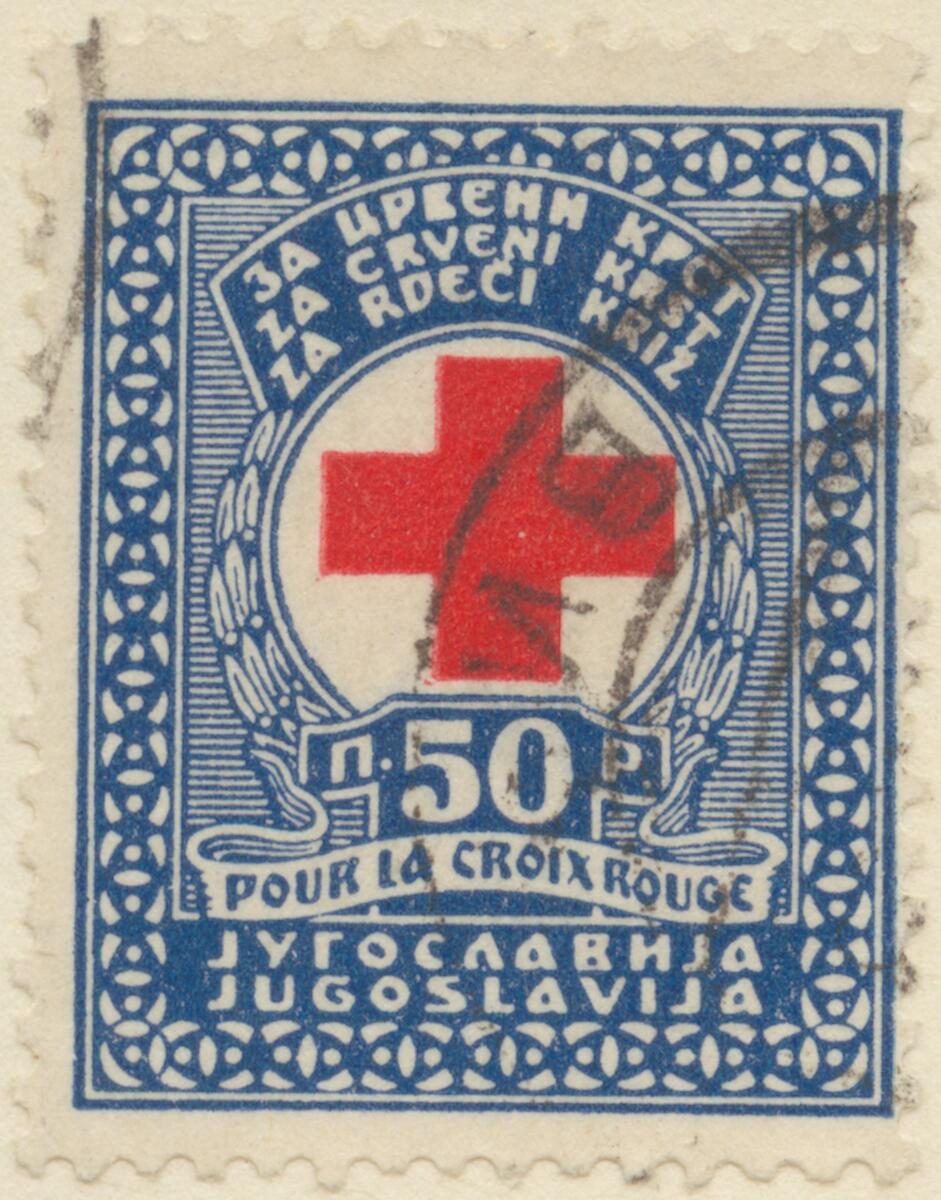 ЗА ЦРВЕНИ КРСТ
ZA CRVENI KRST
ZA RDEČI KRIŽ
П. 50 P
POUR LA CROIX ROUGE
ЈУГОСЛАВИЈА
JUGOSLAVIJA